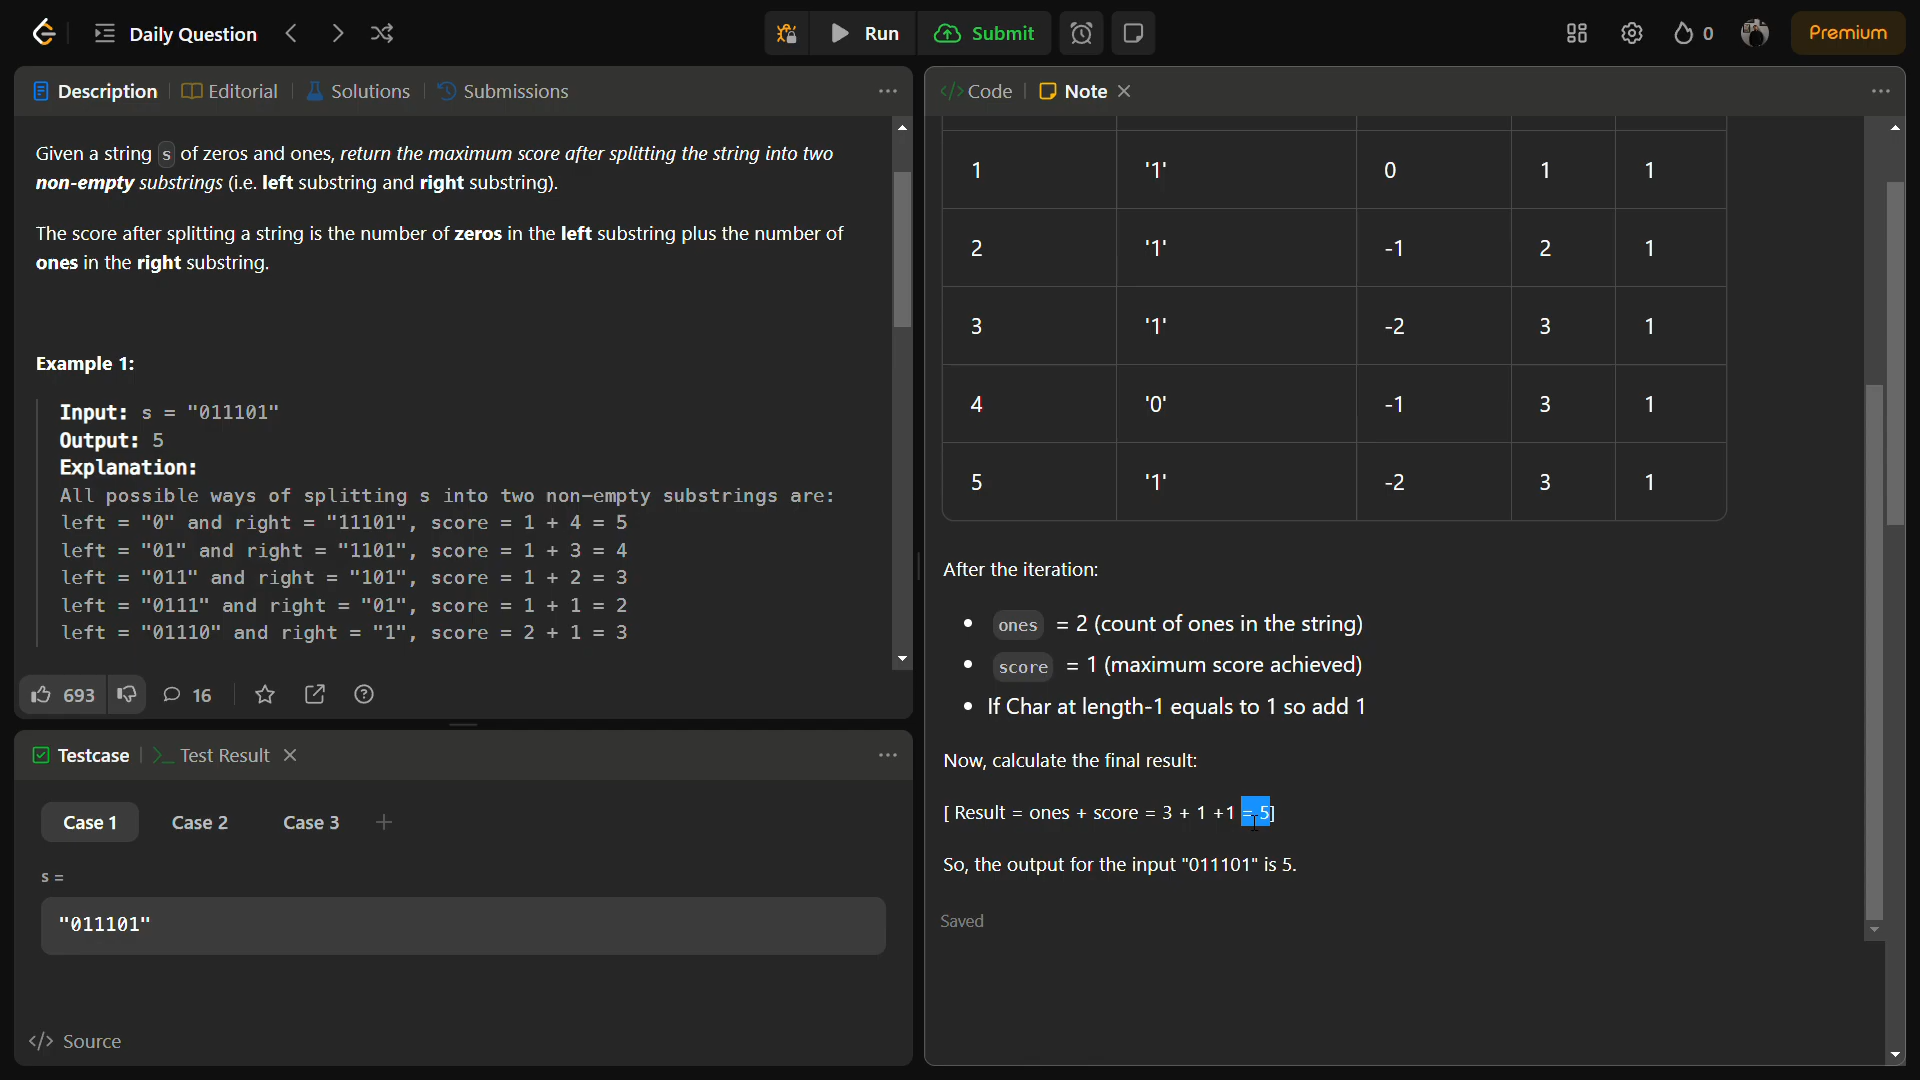 Daily Question
Run
Submit
0
Premium
Description
Editorial
Solutions
Submissions
Given a string s of zeros and ones, return the maximum score after splitting the string into two
non-empty substrings (i.e. left substring and right substring).
The score after splitting a string is the number of zeros in the left substring plus the number of
ones in the right substring.
Example 1:
Input: s = "011101"
Output: 5
Explanation:
All possible ways of splitting s into two non-empty substrings are:
left = "0" and right = "11101", score = 1 + 4 = 5
left = "01" and right = "1101", score = 1 + 3 = 4
left = "011" and right = "101", score = 1 + 2 = 3
left = "0111" and right = "01", score = 1 + 1 = 2
left = "01110" and right = "1", score = 2 + 1 = 3
693
16
Testcase
>_ Test Result
Case 1
Case 2
Case 3
s =
"011101"
</> Source
</> Code
Note
1 '1' 0 1 1
2 '1' -1 2 1
3 '1' -2 3 1
4 '0' -1 3 1
5 '1' -2 3 1
After the iteration:
• ones = 2 (count of ones in the string)
• score = 1 (maximum score achieved)
• If Char at length-1 equals to 1 so add 1
Now, calculate the final result:
[ Result = ones + score = 3 + 1 +1 = 5]
So, the output for the input "011101" is 5.
Saved